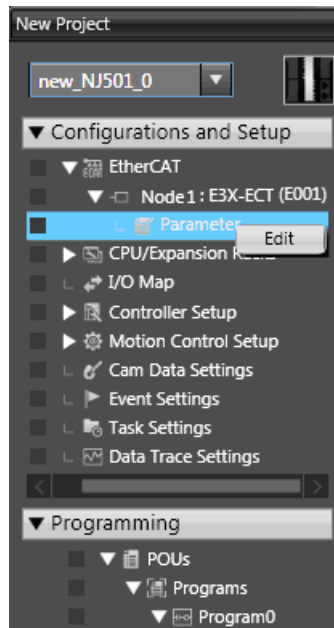 New Project
new_NJ501_0
Configurations and Setup
EtherCAT
Node1 : E3X-ECT (E001)
Parameter
Edit
CPU/Expansion
I/O Map
Controller Setup
Motion Control Setup
Cam Data Settings
Event Settings
Task Settings
Data Trace Settings
Programming
POUs
Programs
Program0